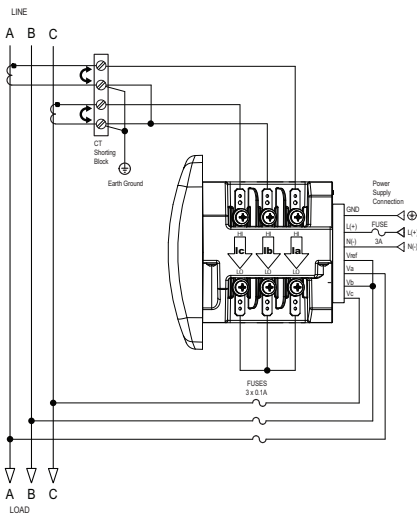 LINE
A B C
CT
Shorting
Block
Earth Ground
Power
Supply
Connection
GND
FUSE
L(+)
L(+)
N(-)
3A
N(-)
Vref
Va
Vb
Vc
HI HI HI
Ic Ib Ia
LO LO LO
FUSES
3 x 0.1A
A B C
LOAD